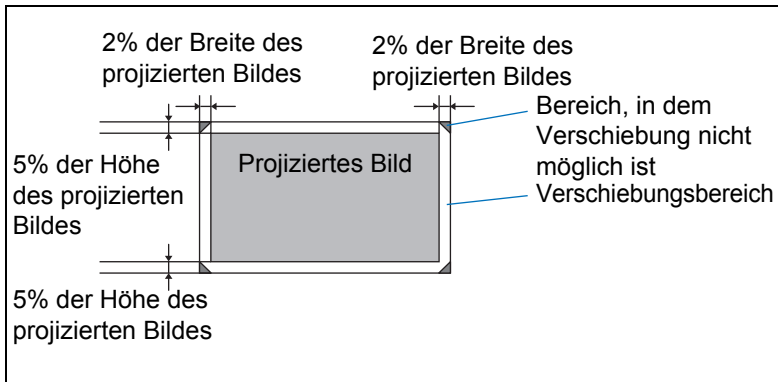 2% der Breite des
projizierten Bildes
2% der Breite des
projizierten Bildes
Bereich, in dem
Verschiebung nicht
möglich ist
Verschiebungsbereich
5% der Höhe
des projizierten
Bildes
Projiziertes Bild
5% der Höhe des
projizierten Bildes